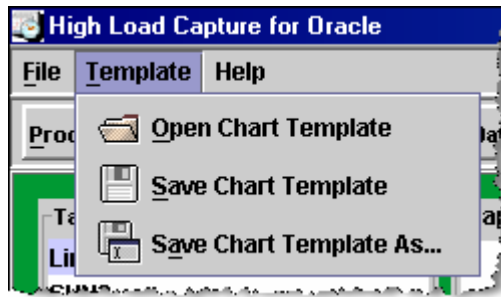 High Load Capture for Oracle
File Template Help
Open Chart Template
Save Chart Template
Save Chart Template As...